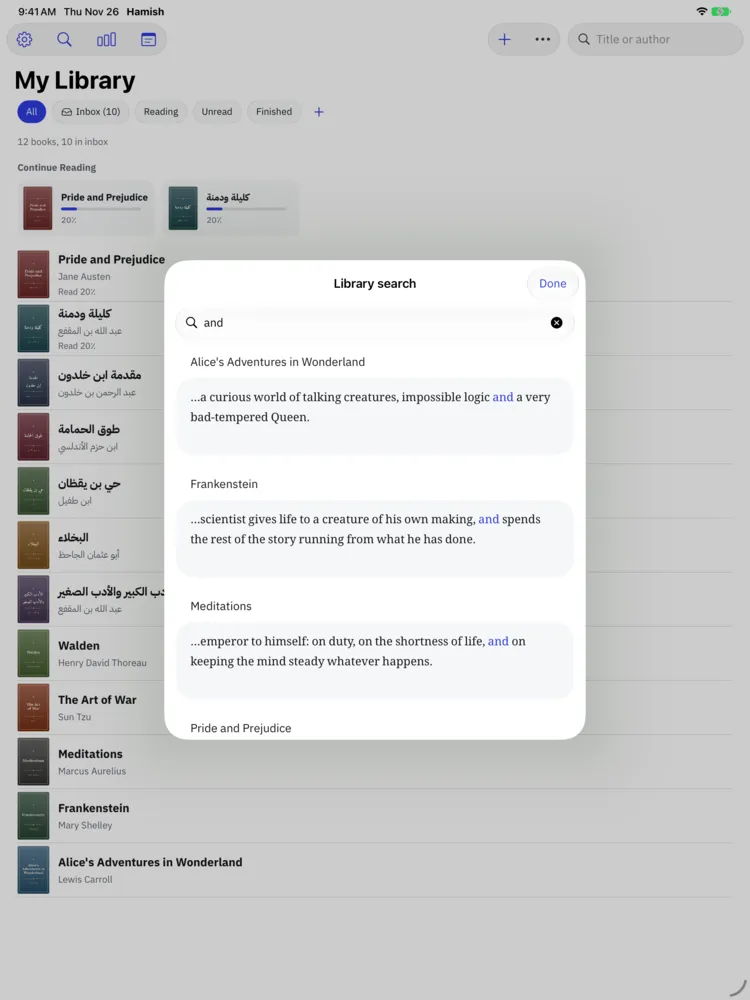 9:41 AM Thu Nov 26 Hamish
Title or author
My Library
All
Inbox (10)
Reading
Unread
Finished
12 books, 10 in inbox
Continue Reading
Pride and Prejudice
20٪
كليلة ودمنة
20٪
Pride and Prejudice
Jane Austen
Read 20٪
كليلة ودمنة
عبد الله بن المقفع
Read 20٪
مقدمة ابن خلدون
عبد الرحمن بن خلدون
طوق الحمامة
ابن حزم الأندلسي
حي بن يقظان
ابن طفيل
البخلاء
أبو عثمان الجاحظ
دب الكبير والأدب الصغير
عبد الله بن المقفع
Walden
Henry David Thoreau
The Art of War
Sun Tzu
Meditations
Marcus Aurelius
Frankenstein
Mary Shelley
Alice's Adventures in Wonderland
Lewis Carroll
Library search
Done
and
Alice's Adventures in Wonderland
…a curious world of talking creatures, impossible logic and a very
bad-tempered Queen.
Frankenstein
…scientist gives life to a creature of his own making, and spends
the rest of the story running from what he has done.
Meditations
…emperor to himself: on duty, on the shortness of life, and on
keeping the mind steady whatever happens.
Pride and Prejudice